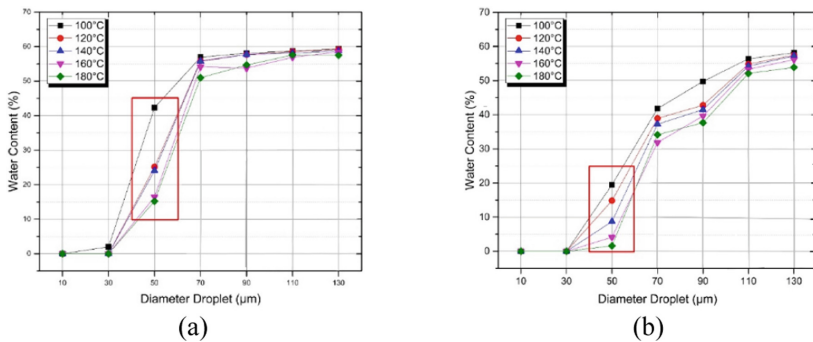 100°C
120°C
140°C
160°C
180°C
70
60
50
40
30
20
10
0
Water Content (%)
10 30 50 70 90 110 130
Diameter Droplet (µm)
(a)
100°C
120°C
140°C
160°C
180°C
70
60
50
40
30
20
10
0
Water Content (%)
10 30 50 70 90 110 130
Diameter Droplet (µm)
(b)